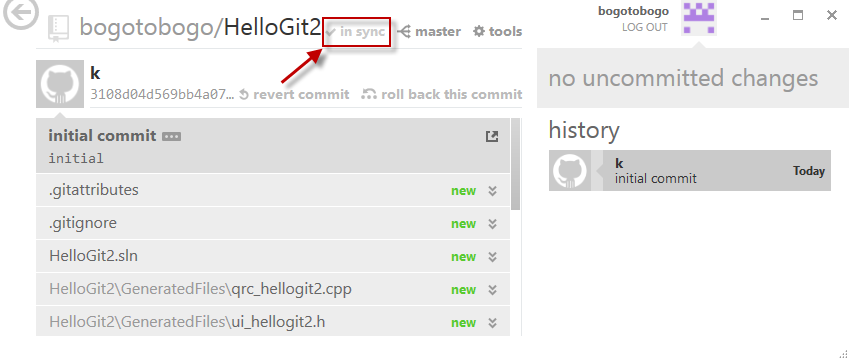 bogotobogo/HelloGit2 in sync master tools
k
3108d04d569bb4a07... revert commit roll back this commit
initial commit
initial
.gitattributes new
.gitignore new
HelloGit2.sln new
HelloGit2\GeneratedFiles\qrc_hellogit2.cpp new
HelloGit2\GeneratedFiles\ui_hellogit2.h new
bogotobogo
LOG OUT
no uncommitted changes
history
k
initial commit Today